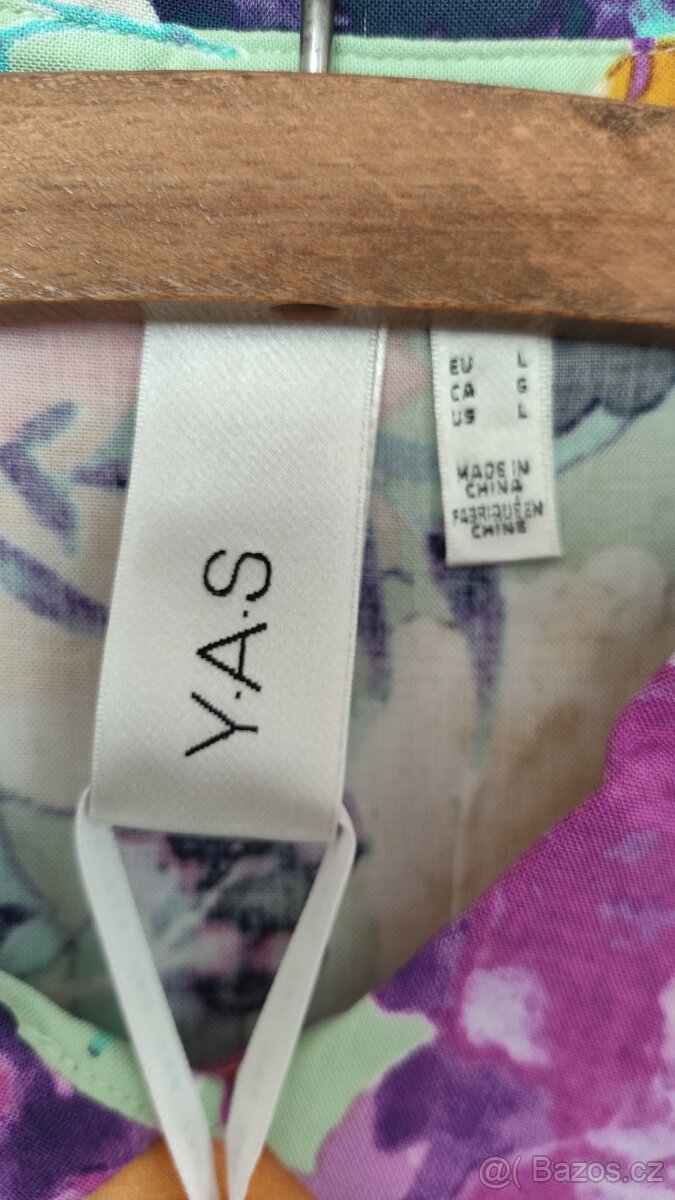 EU L
CA G
US L
MADE IN
CHINA
FABRIQUÉ EN
CHINE
Y·A·S
@( Bazos.cz